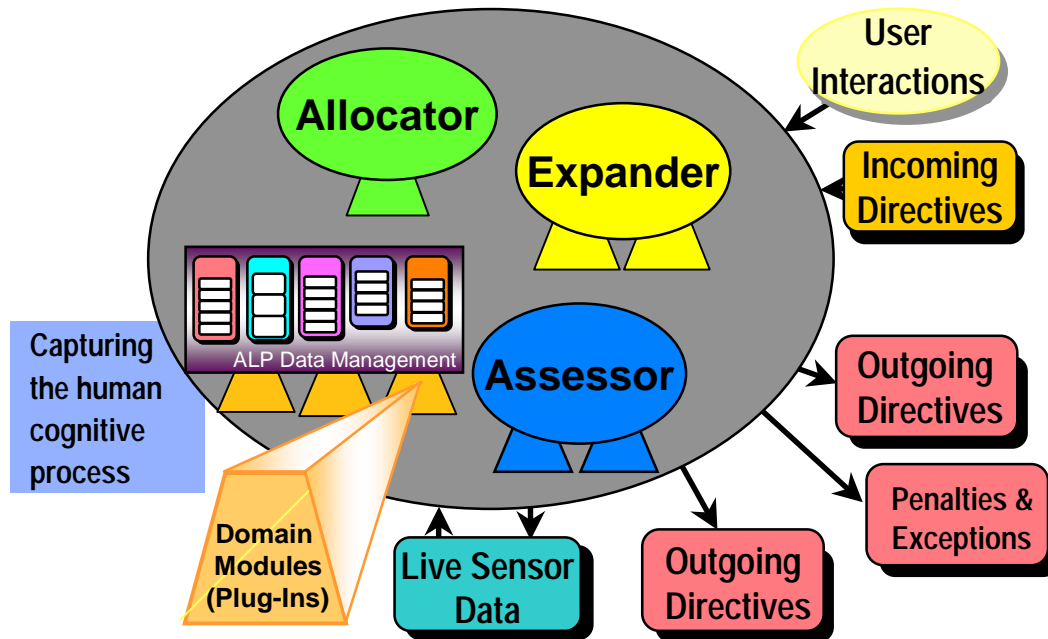 User
Interactions
Allocator
Expander
Incoming
Directives
ALP Data Management
Capturing
the human
cognitive
process
Assessor
Outgoing
Directives
Penalties &
Exceptions
Domain
Modules
(Plug-Ins)
Live Sensor
Data
Outgoing
Directives